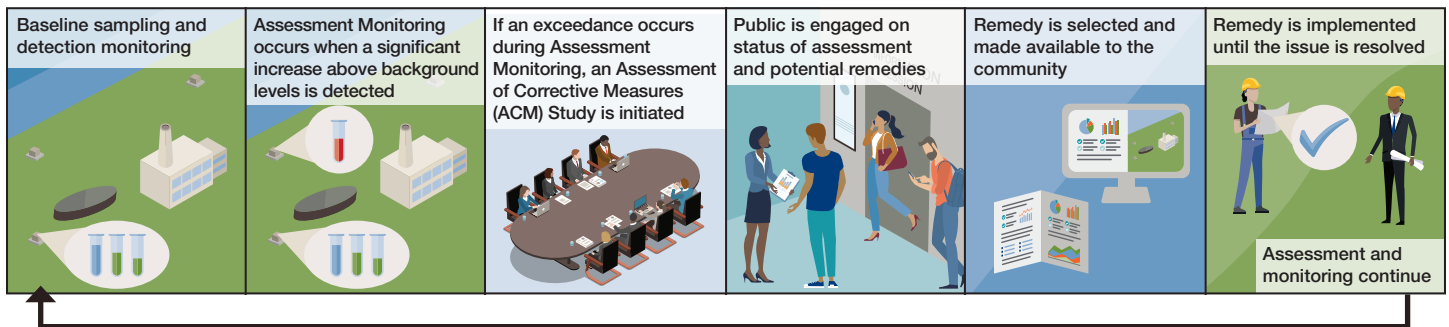 Baseline sampling and
detection monitoring
Assessment Monitoring
occurs when a significant
increase above background
levels is detected
If an exceedance occurs
during Assessment
Monitoring, an Assessment
of Corrective Measures
(ACM) Study is initiated
Public is engaged on
status of assessment
and potential remedies
Remedy is selected and
made available to the
community
Remedy is implemented
until the issue is resolved
Assessment and
monitoring continue